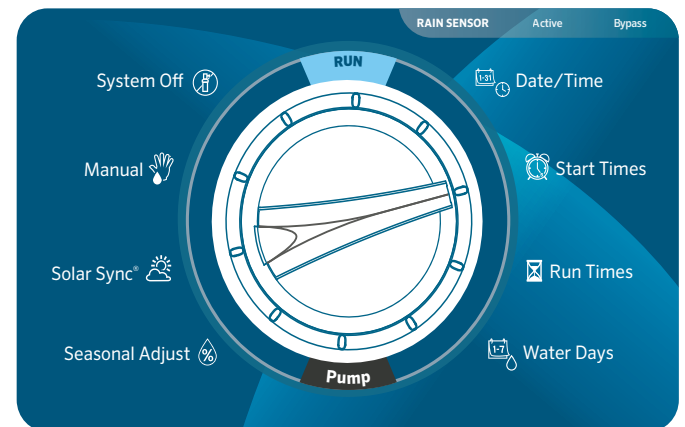 RAIN SENSOR Active Bypass
RUN
System Off
Date/Time
1-31
Manual
Start Times
Solar Sync®
Run Times
Seasonal Adjust %
Water Days
1-7
Pump